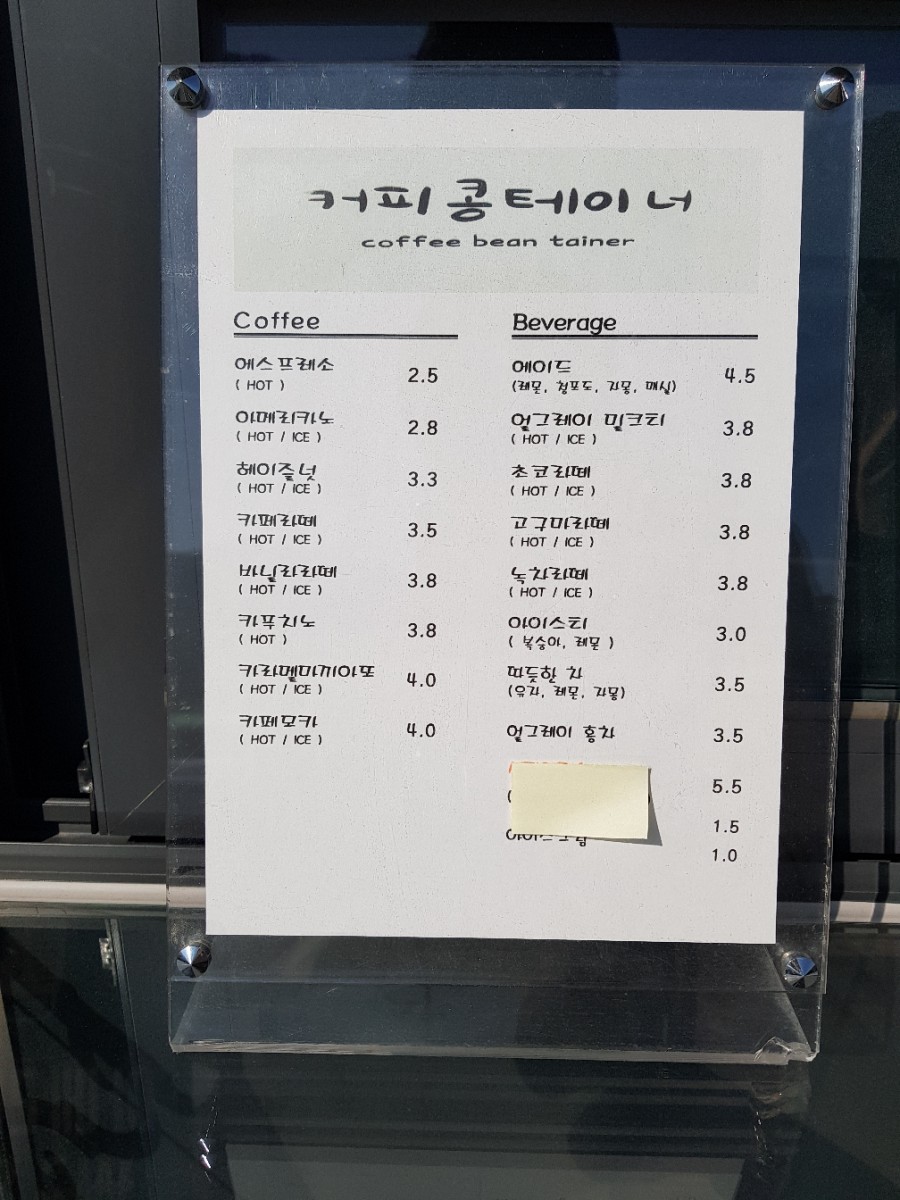 커피콩테이너
coffee bean tainer
Coffee
에스프레소 2.5
( HOT )
아메리카노 2.8
( HOT / ICE )
헤이즐넛 3.3
( HOT / ICE )
카페라떼 3.5
( HOT / ICE )
바닐라라떼 3.8
( HOT / ICE )
카푸치노 3.8
( HOT )
카라멜마끼아또 4.0
( HOT / ICE )
카페모카 4.0
( HOT / ICE )
Beverage
에이드 4.5
(레몬, 청포도, 자몽, 매실)
얼그레이 밀크티 3.8
( HOT / ICE )
초코라떼 3.8
( HOT / ICE )
고구마라떼 3.8
( HOT / ICE )
녹차라떼 3.8
( HOT / ICE )
아이스티 3.0
( 복숭아, 레몬 )
따듯한 차 3.5
(유자, 레몬, 자몽)
얼그레이 홍차 3.5
5.5
1.5
1.0